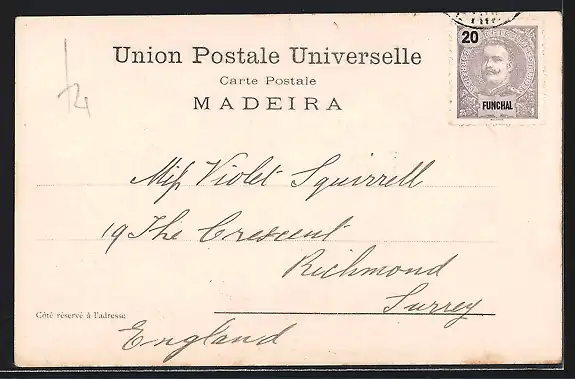 Union Postale Universelle
Carte Postale
MADEIRA
20
FUNCHAL
Miſs Violet Squirrell
19 The Crescent
Richmond
Surrey
Côté réservé à l'adresse
England